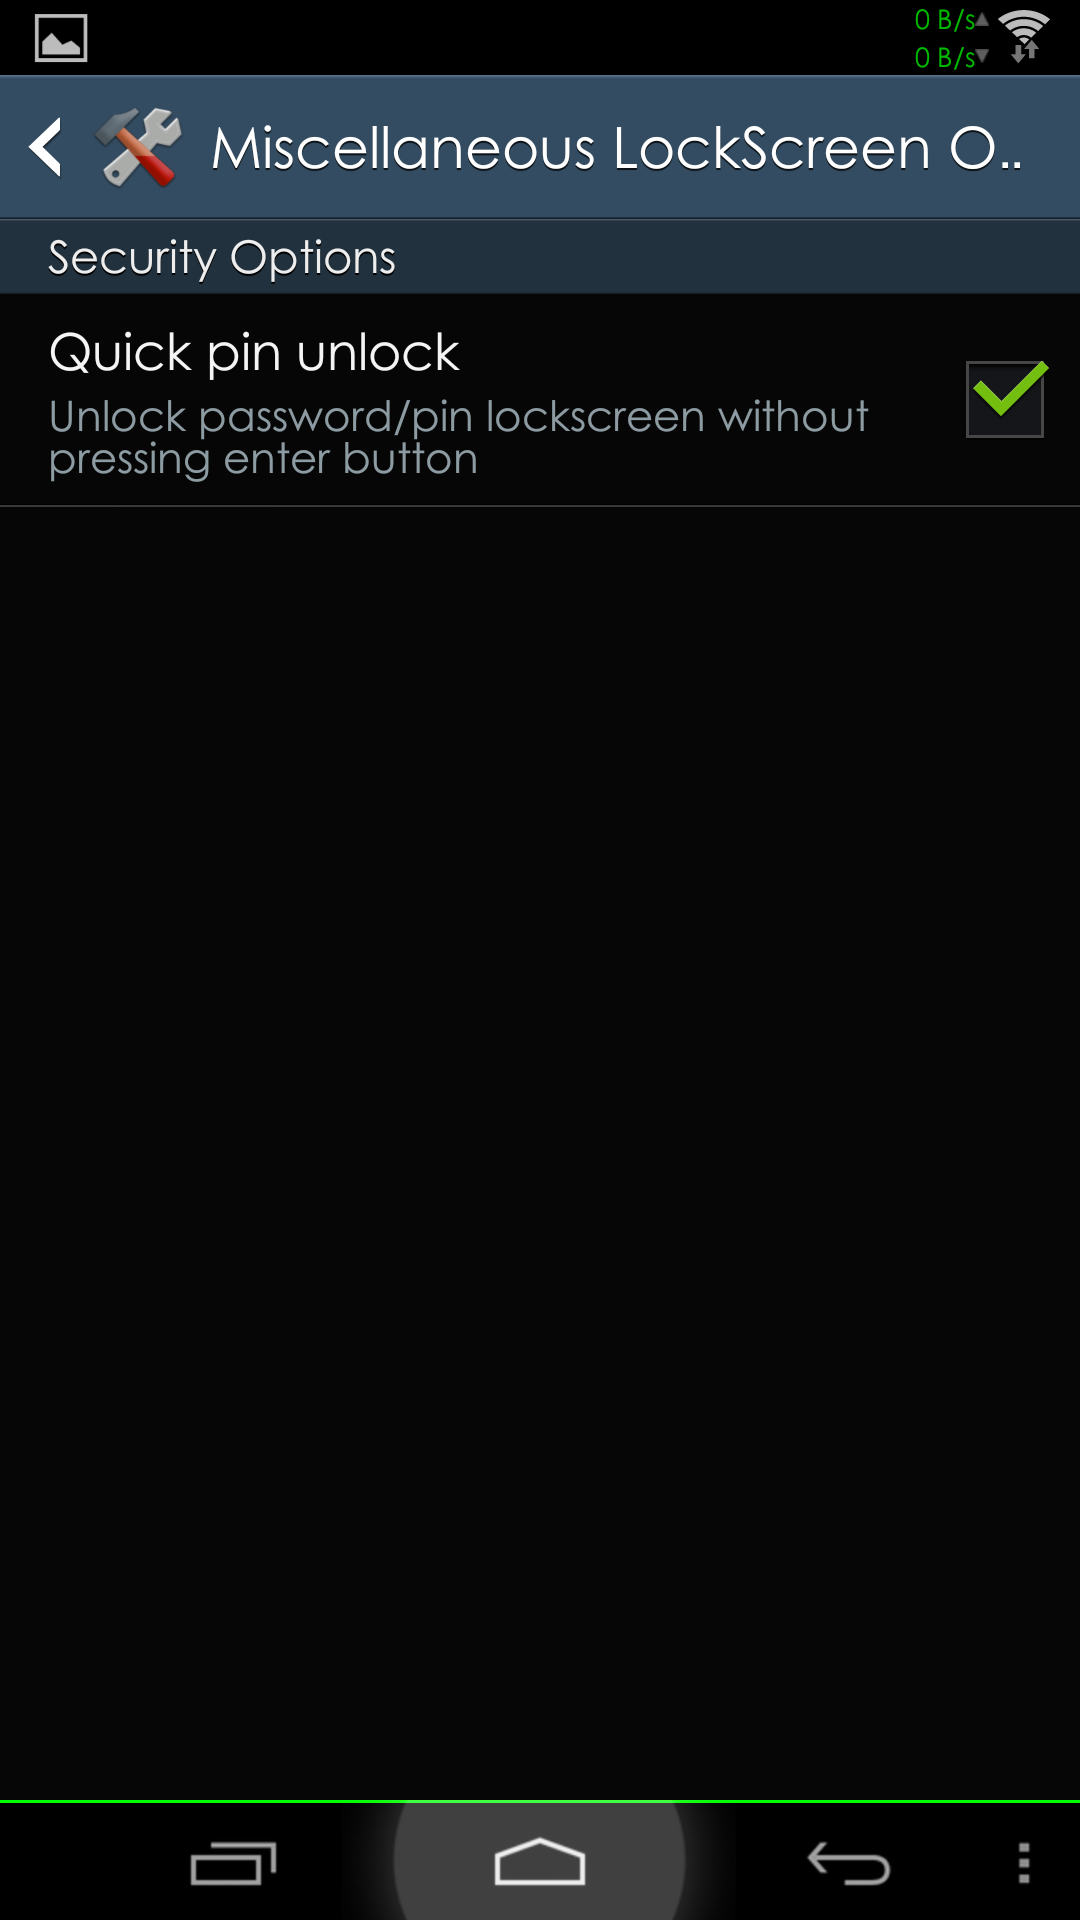 0 B/s
0 B/s
Miscellaneous LockScreen O..
Security Options
Quick pin unlock
Unlock password/pin lockscreen without
pressing enter button